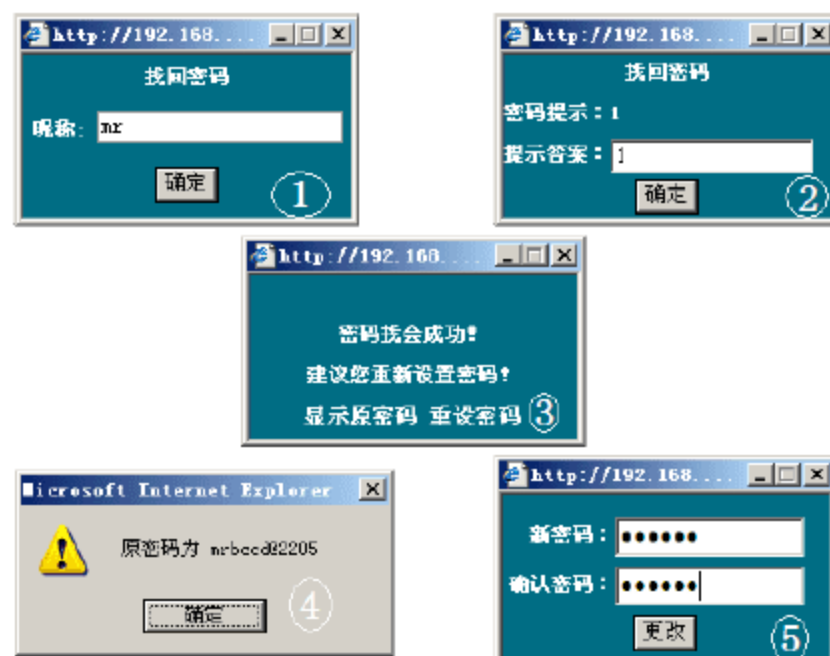 http://192.168....
找回密码
昵称: mr
确定
①
http://192.168....
找回密码
密码提示：1
提示答案：1
确定
②
http://192.168....
密码找会成功!
建议您重新设置密码!
显示原密码 重设密码
③
Microsoft Internet Explorer
原密码为 mrbccd@2205
确定
④
http://192.168....
新密码：●●●●●●
确认密码：●●●●●●
更改
⑤